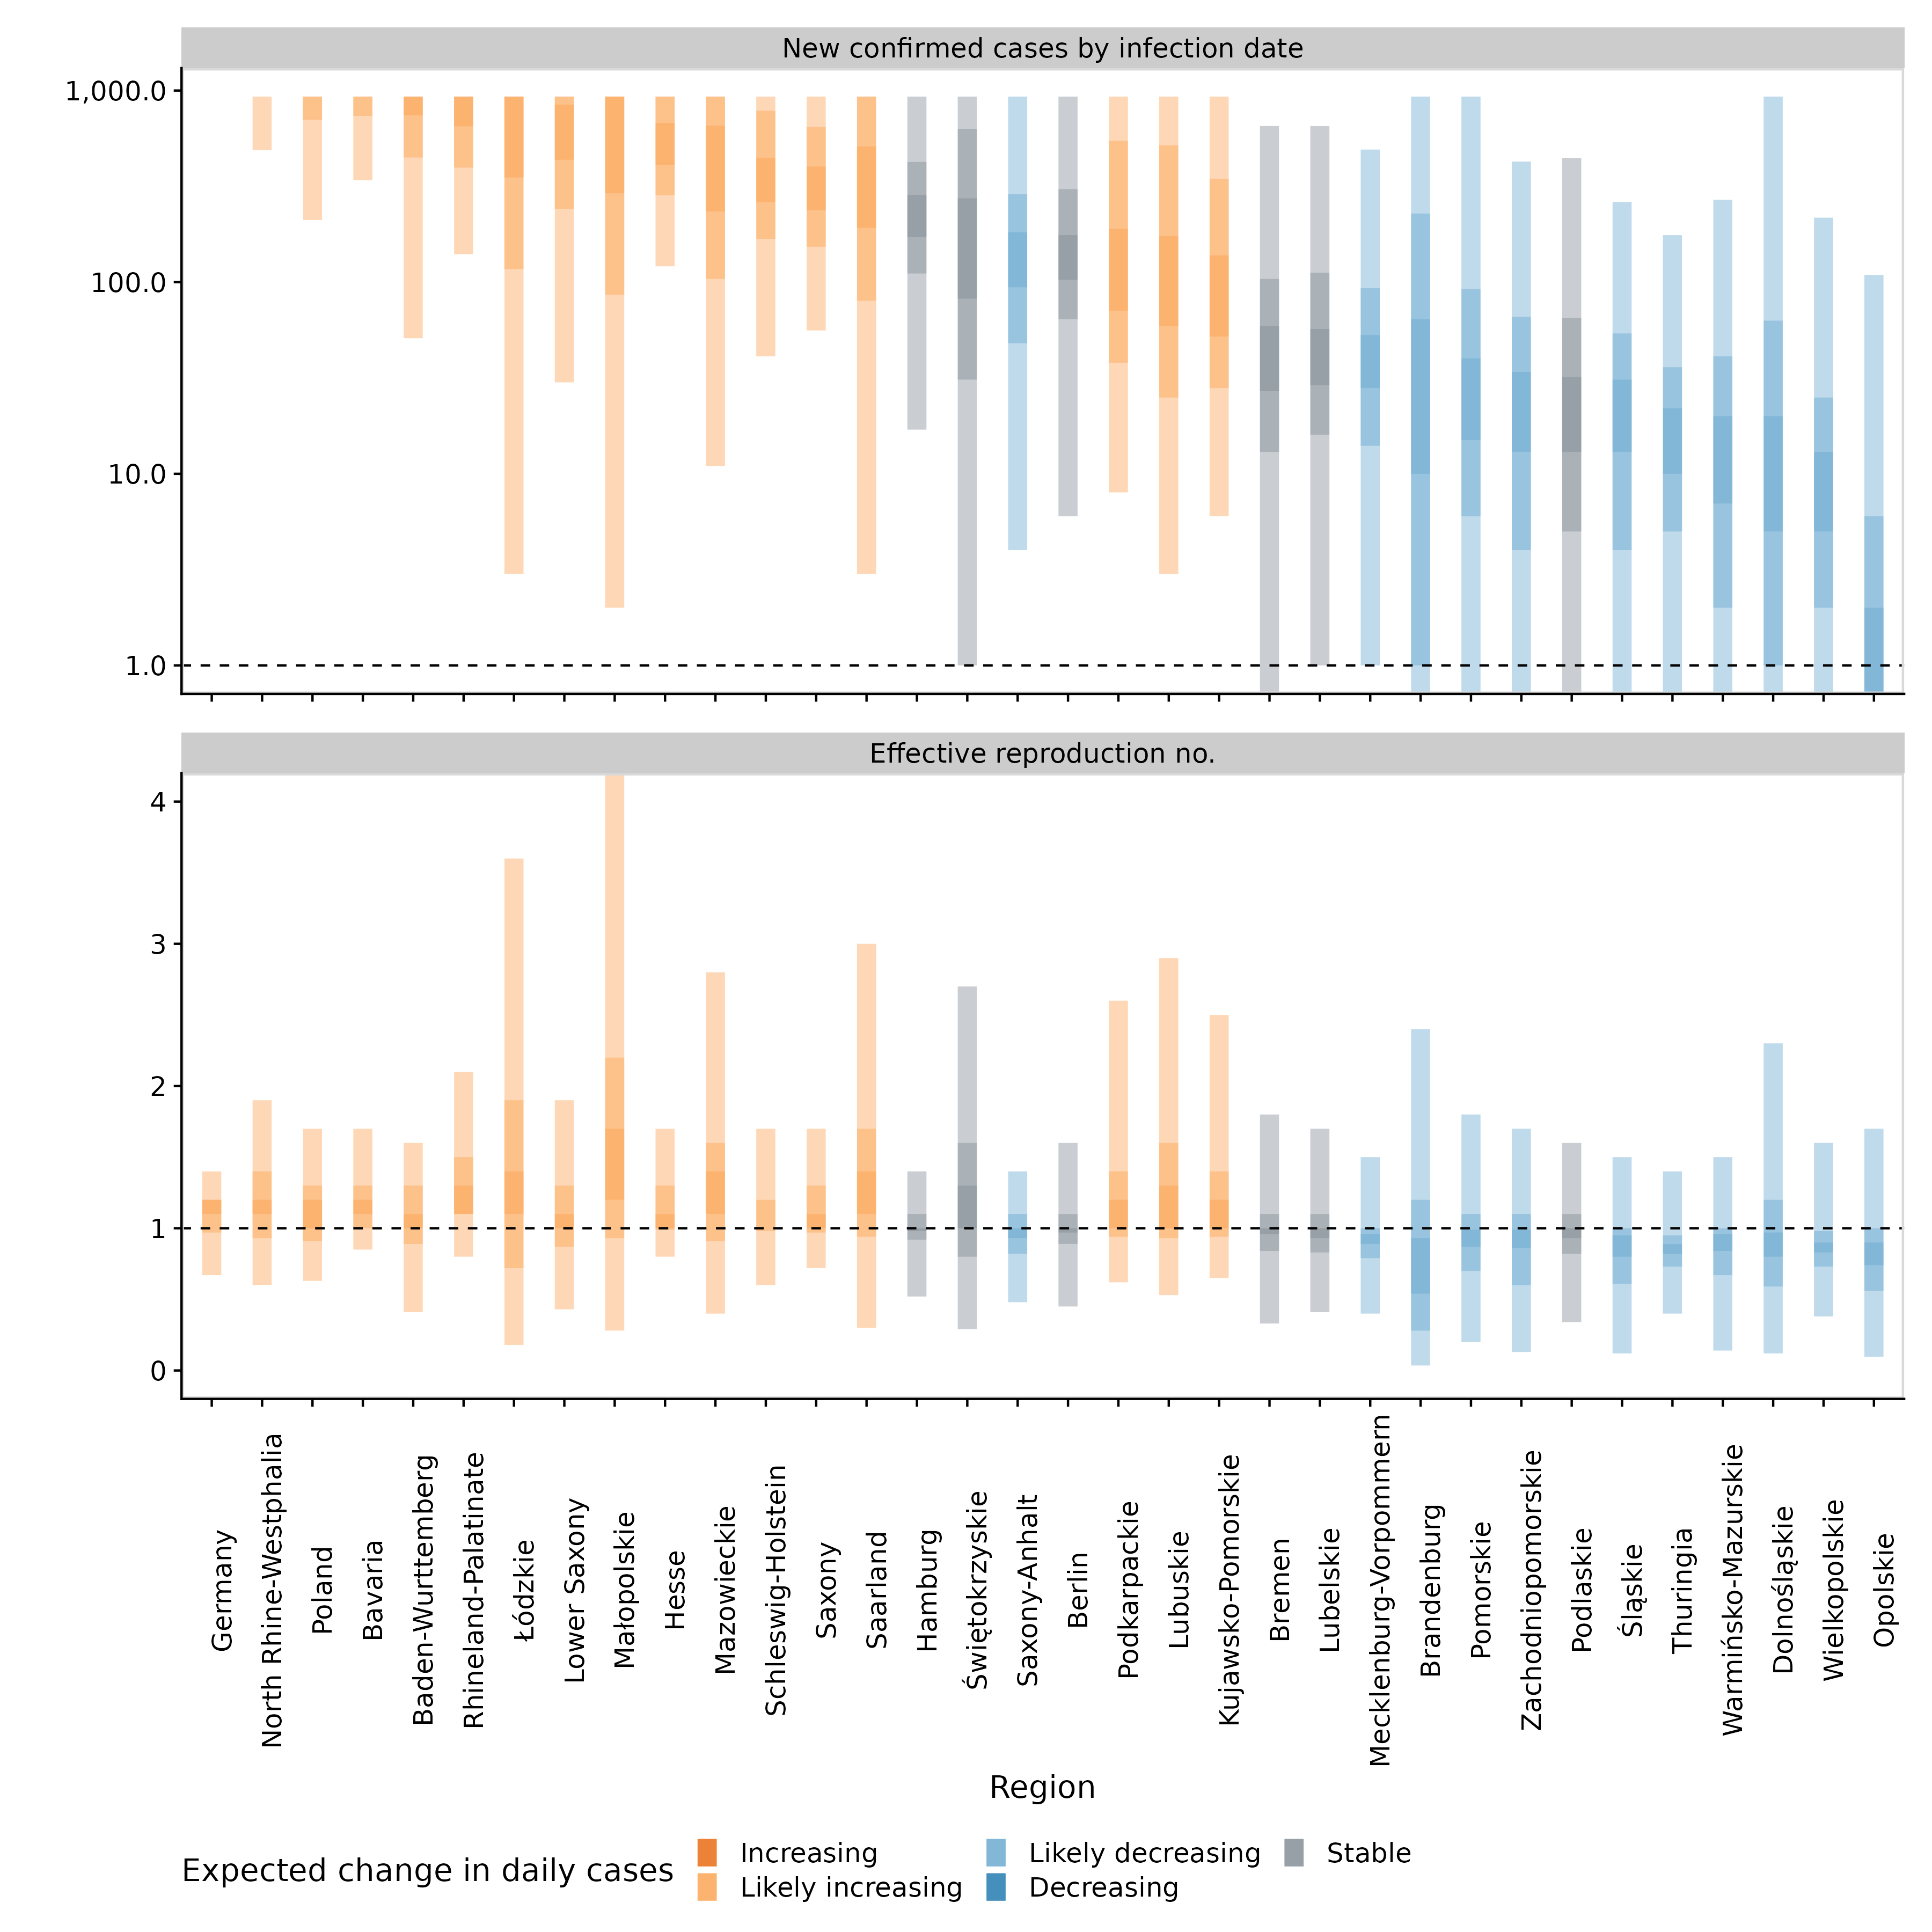 New confirmed cases by infection date
1,000.0
100.0
10.0
1.0
Effective reproduction no.
4
3
2
1
0
Germany
North Rhine-Westphalia
Poland
Bavaria
Baden-Wurttemberg
Rhineland-Palatinate
Łódzkie
Lower Saxony
Małopolskie
Hesse
Mazowieckie
Schleswig-Holstein
Saxony
Saarland
Hamburg
Świętokrzyskie
Saxony-Anhalt
Berlin
Podkarpackie
Lubuskie
Kujawsko-Pomorskie
Bremen
Lubelskie
Mecklenburg-Vorpommern
Brandenburg
Pomorskie
Zachodniopomorskie
Podlaskie
Śląskie
Thuringia
Warmińsko-Mazurskie
Dolnośląskie
Wielkopolskie
Opolskie
Region
Expected change in daily cases
Increasing
Likely increasing
Likely decreasing
Decreasing
Stable